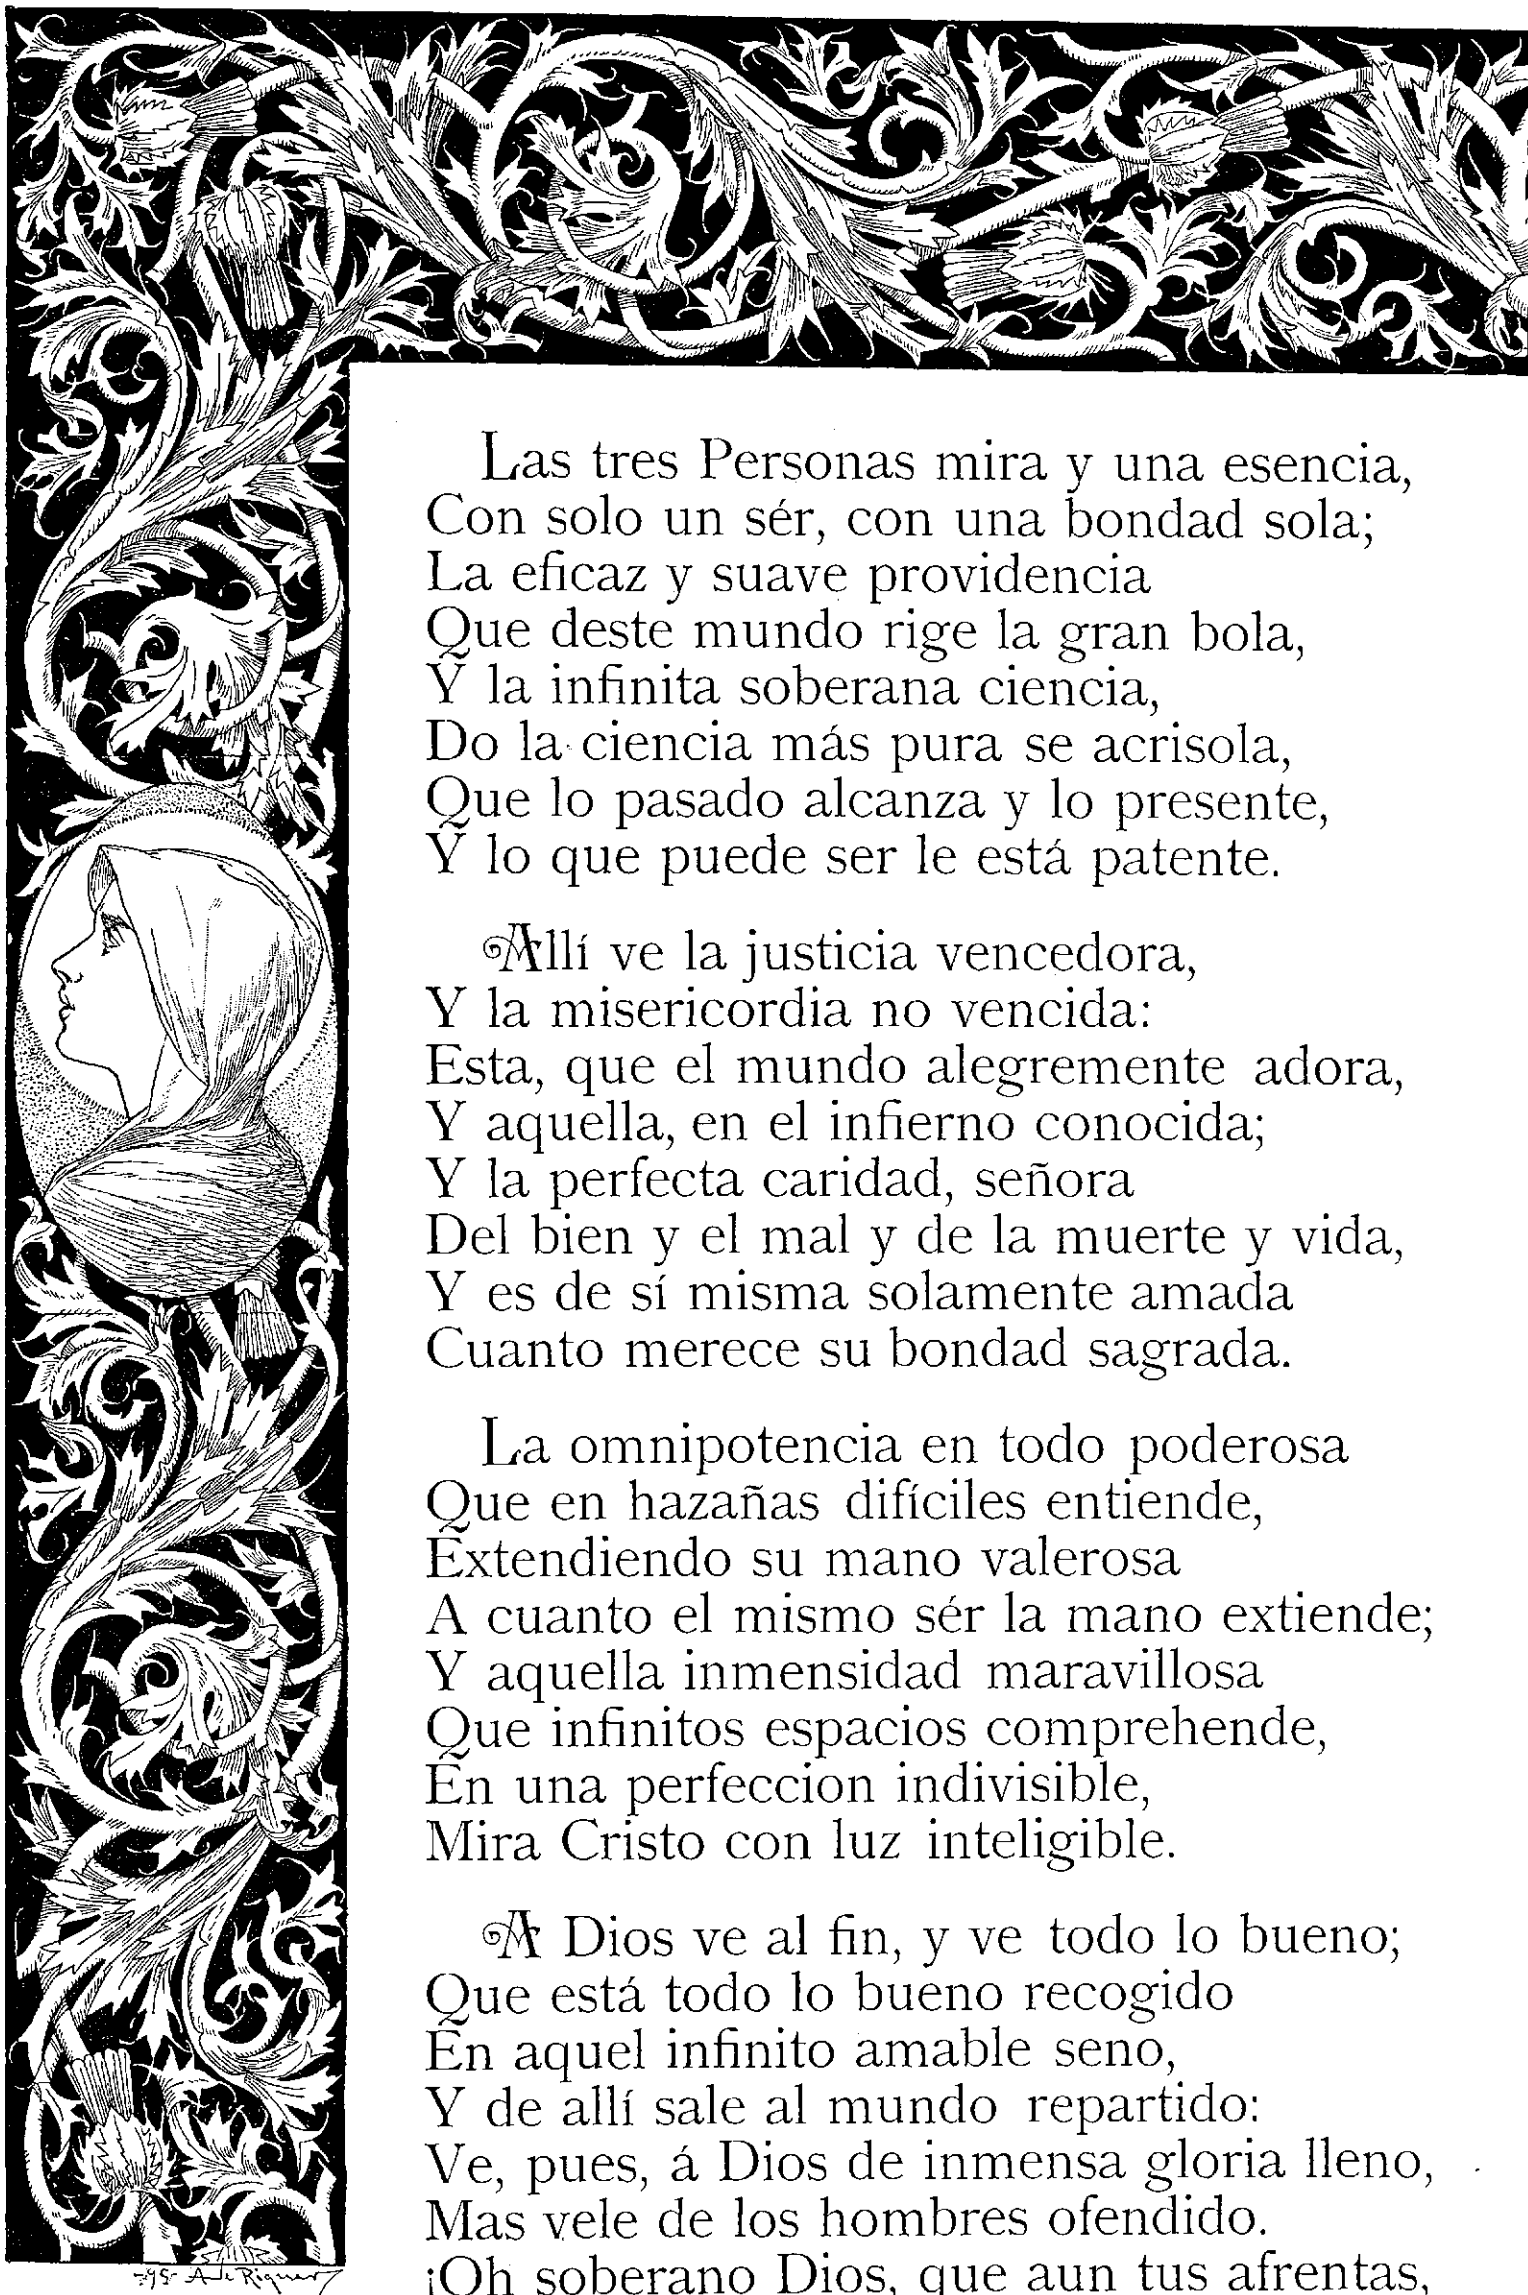 Las tres Personas mira y una esencia,
Con solo un sér, con una bondad sola;
La eficaz y suave providencia
Que deste mundo rige la gran bola,
Y la infinita soberana ciencia,
Do la ciencia más pura se acrisola,
Que lo pasado alcanza y lo presente,
Y lo que puede ser le está patente.
Allí ve la justicia vencedora,
Y la misericordia no vencida:
Esta, que el mundo alegremente adora,
Y aquella, en el infierno conocida;
Y la perfecta caridad, señora
Del bien y el mal y de la muerte y vida,
Y es de sí misma solamente amada
Cuanto merece su bondad sagrada.
La omnipotencia en todo poderosa
Que en hazañas difíciles entiende,
Extendiendo su mano valerosa
A cuanto el mismo sér la mano extiende;
Y aquella inmensidad maravillosa
Que infinitos espacios comprehende,
En una perfeccion indivisible,
Mira Cristo con luz inteligible.
A Dios ve al fin, y ve todo lo bueno;
Que está todo lo bueno recogido
En aquel infinito amable seno,
Y de allí sale al mundo repartido:
Ve, pues, á Dios de inmensa gloria lleno,
Mas vele de los hombres ofendido.
¡Oh soberano Dios, que aun tus afrentas,
-95- A. de Riquer